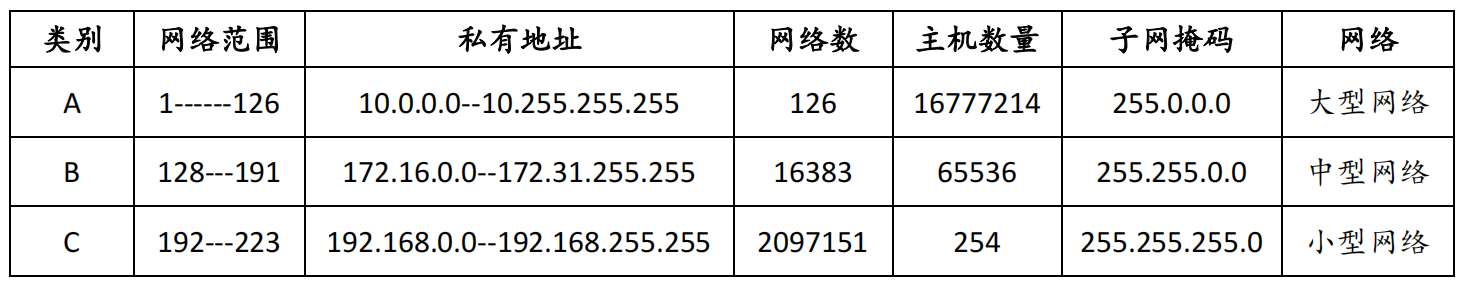 类别 网络范围 私有地址 网络数 主机数量 子网掩码 网络
A 1------126 10.0.0.0--10.255.255.255 126 16777214 255.0.0.0 大型网络
B 128---191 172.16.0.0--172.31.255.255 16383 65536 255.255.0.0 中型网络
C 192---223 192.168.0.0--192.168.255.255 2097151 254 255.255.255.0 小型网络